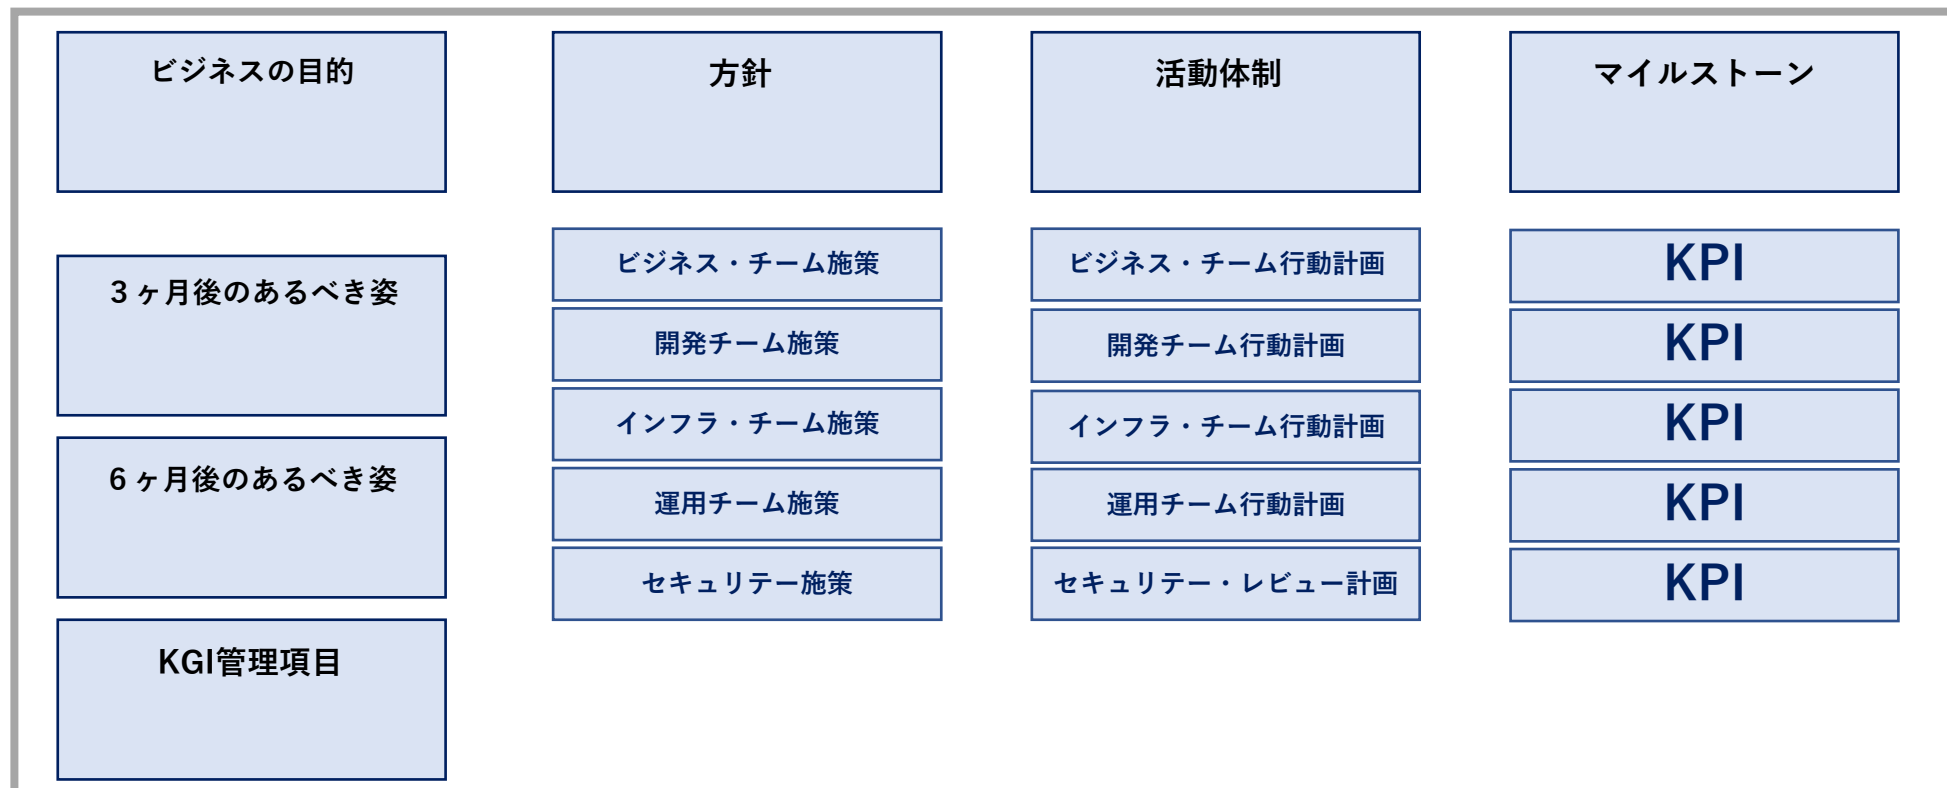 ビジネスの目的
方針
活動体制
マイルストーン
3ヶ月後のあるべき姿
6ヶ月後のあるべき姿
KGI管理項目
ビジネス・チーム施策
開発チーム施策
インフラ・チーム施策
運用チーム施策
セキュリテー施策
ビジネス・チーム行動計画
開発チーム行動計画
インフラ・チーム行動計画
運用チーム行動計画
セキュリテー・レビュー計画
KPI
KPI
KPI
KPI
KPI